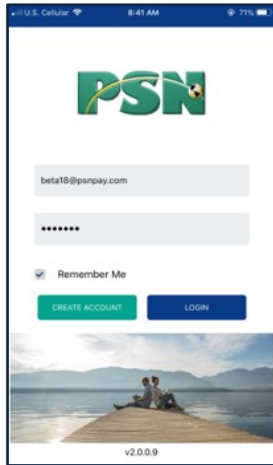 U.S. Cellular 8:41 AM 71%
PSN
beta18@psnpay.com
•••••••
Remember Me
CREATE ACCOUNT LOGIN
v2.0.0.9